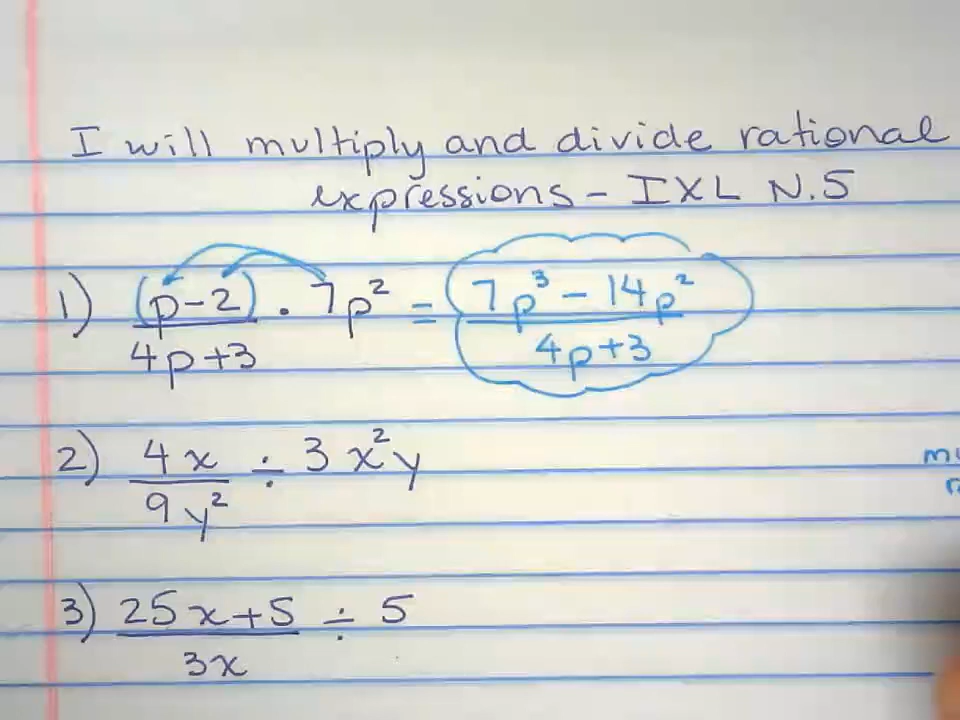 I will multiply and divide rational
expressions - IXL N.5
1) (p-2)/(4p+3) · 7p² = (7p³ - 14p²)/(4p+3)
2) 4x/(9y²) ÷ 3x²y
3) (25x+5)/(3x) ÷ 5